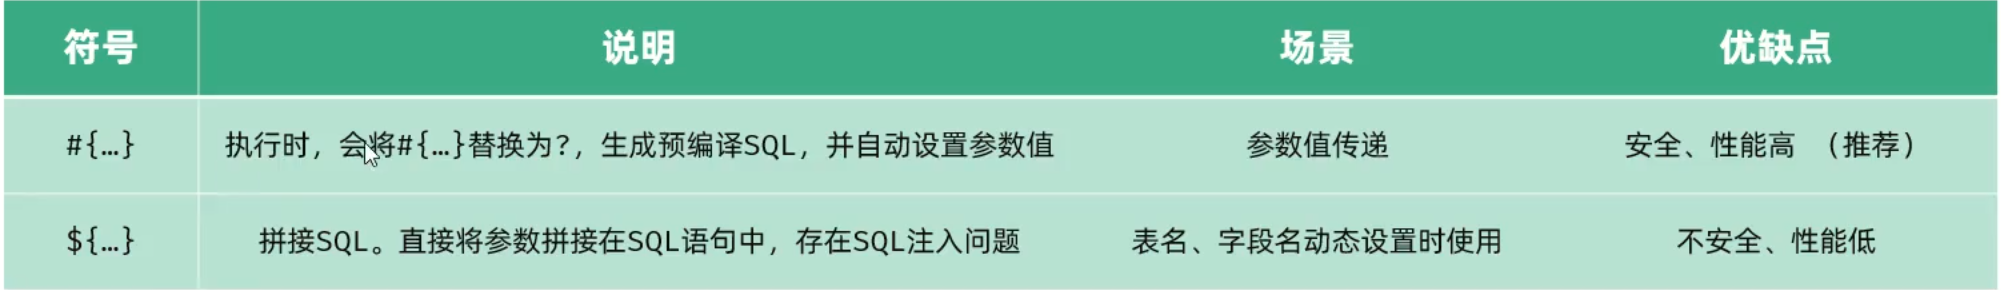 符号 说明 场景 优缺点
#{…} 执行时，会将#{…}替换为?，生成预编译SQL，并自动设置参数值 参数值传递 安全、性能高 （推荐）
${…} 拼接SQL。直接将参数拼接在SQL语句中，存在SQL注入问题 表名、字段名动态设置时使用 不安全、性能低